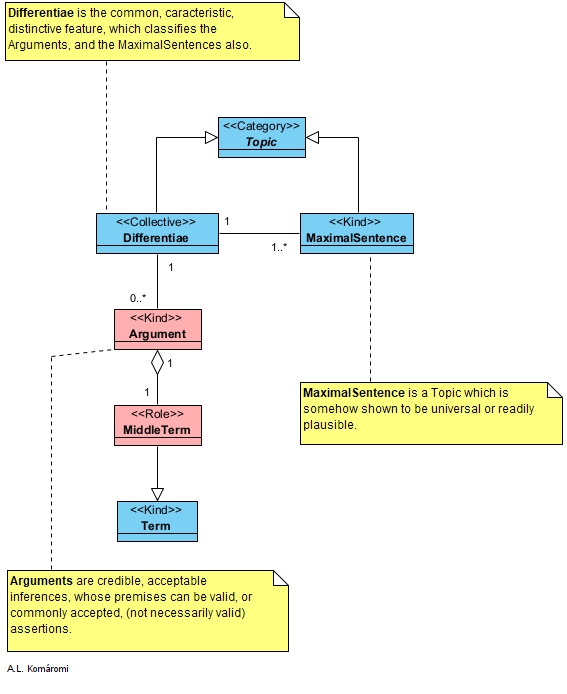 Differentiae is the common, caracteristic,
distinctive feature, which classifies the
Arguments, and the MaximalSentences also.
<<Category>>
Topic
<<Collective>>
Differentiae
1
1..*
<<Kind>>
MaximalSentence
1
0..*
<<Kind>>
Argument
1
1
<<Role>>
MiddleTerm
MaximalSentence is a Topic which is
somehow shown to be universal or readily
plausible.
<<Kind>>
Term
Arguments are credible, acceptable
inferences, whose premises can be valid, or
commonly accepted, (not necessarily valid)
assertions.
A.L. Komáromi